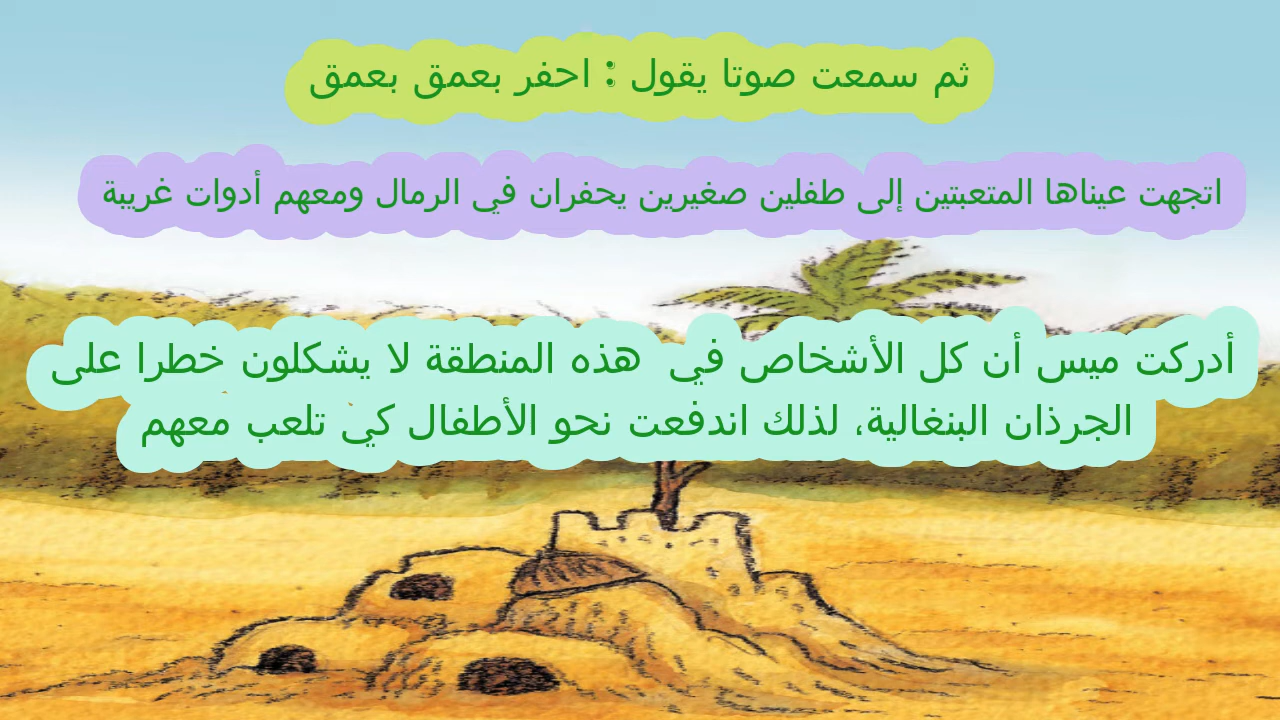 ثم سمعت صوتا يقول : احفر بعمق بعمق
اتجهت عيناها المتعبتين إلى طفلين صغيرين يحفران في الرمال ومعهم أدوات غريبة
أدركت ميس أن كل الأشخاص في هذه المنطقة لا يشكلون خطرا على
الجرذان البنغالية، لذلك اندفعت نحو الأطفال كي تلعب معهم